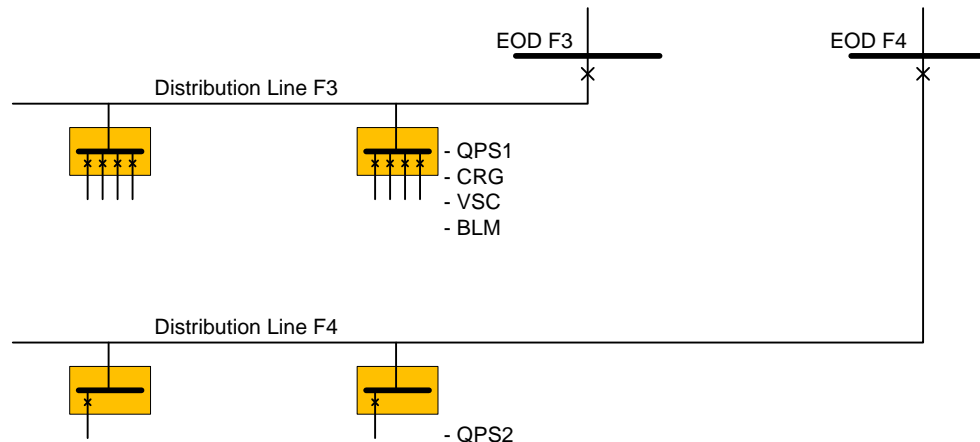 EOD F3
EOD F4
Distribution Line F3
- QPS1
- CRG
- VSC
- BLM
Distribution Line F4
- QPS2